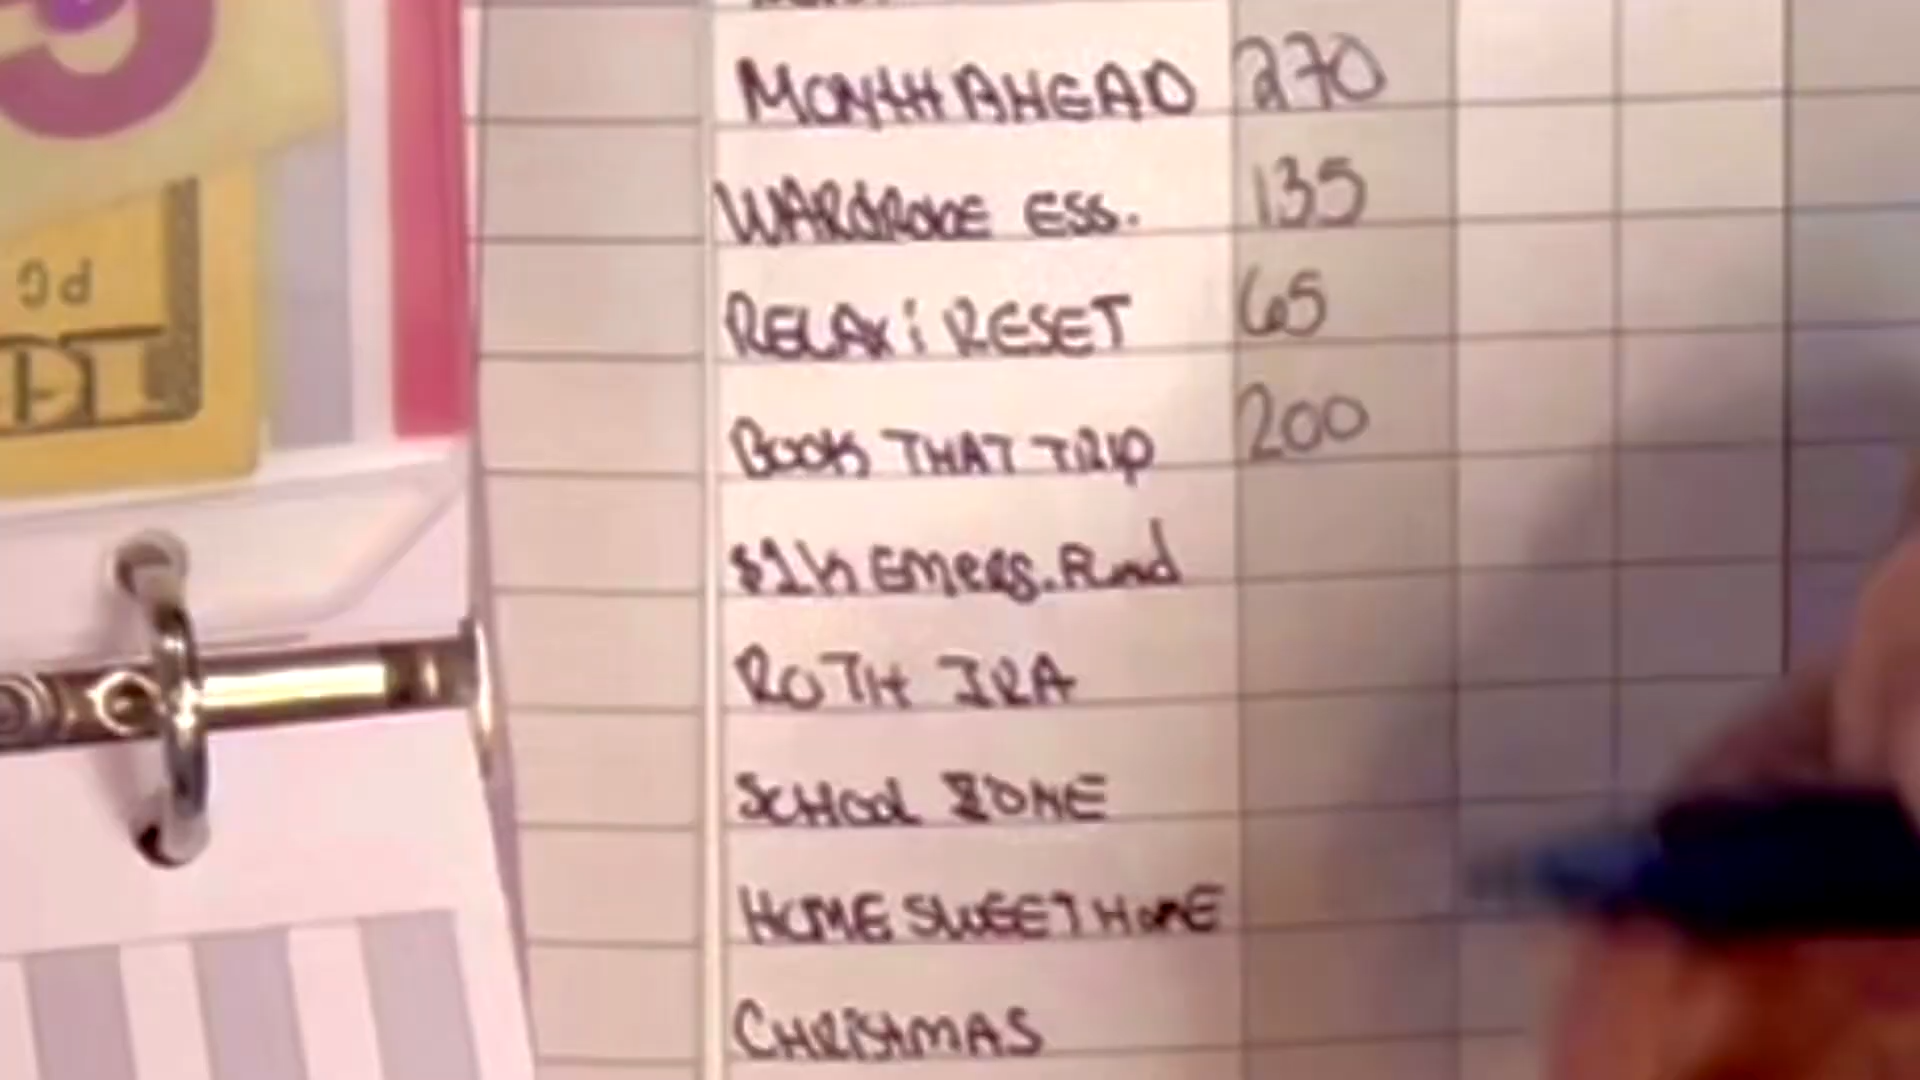 MONTH AHEAD 270
WARDROBE ESS. 135
RELAX & RESET 65
BOOK THAT TRIP 200
$1K EMERG. FUND
ROTH IRA
SCHOOL ZONE
HOME SWEET HOME
CHRISTMAS
PG